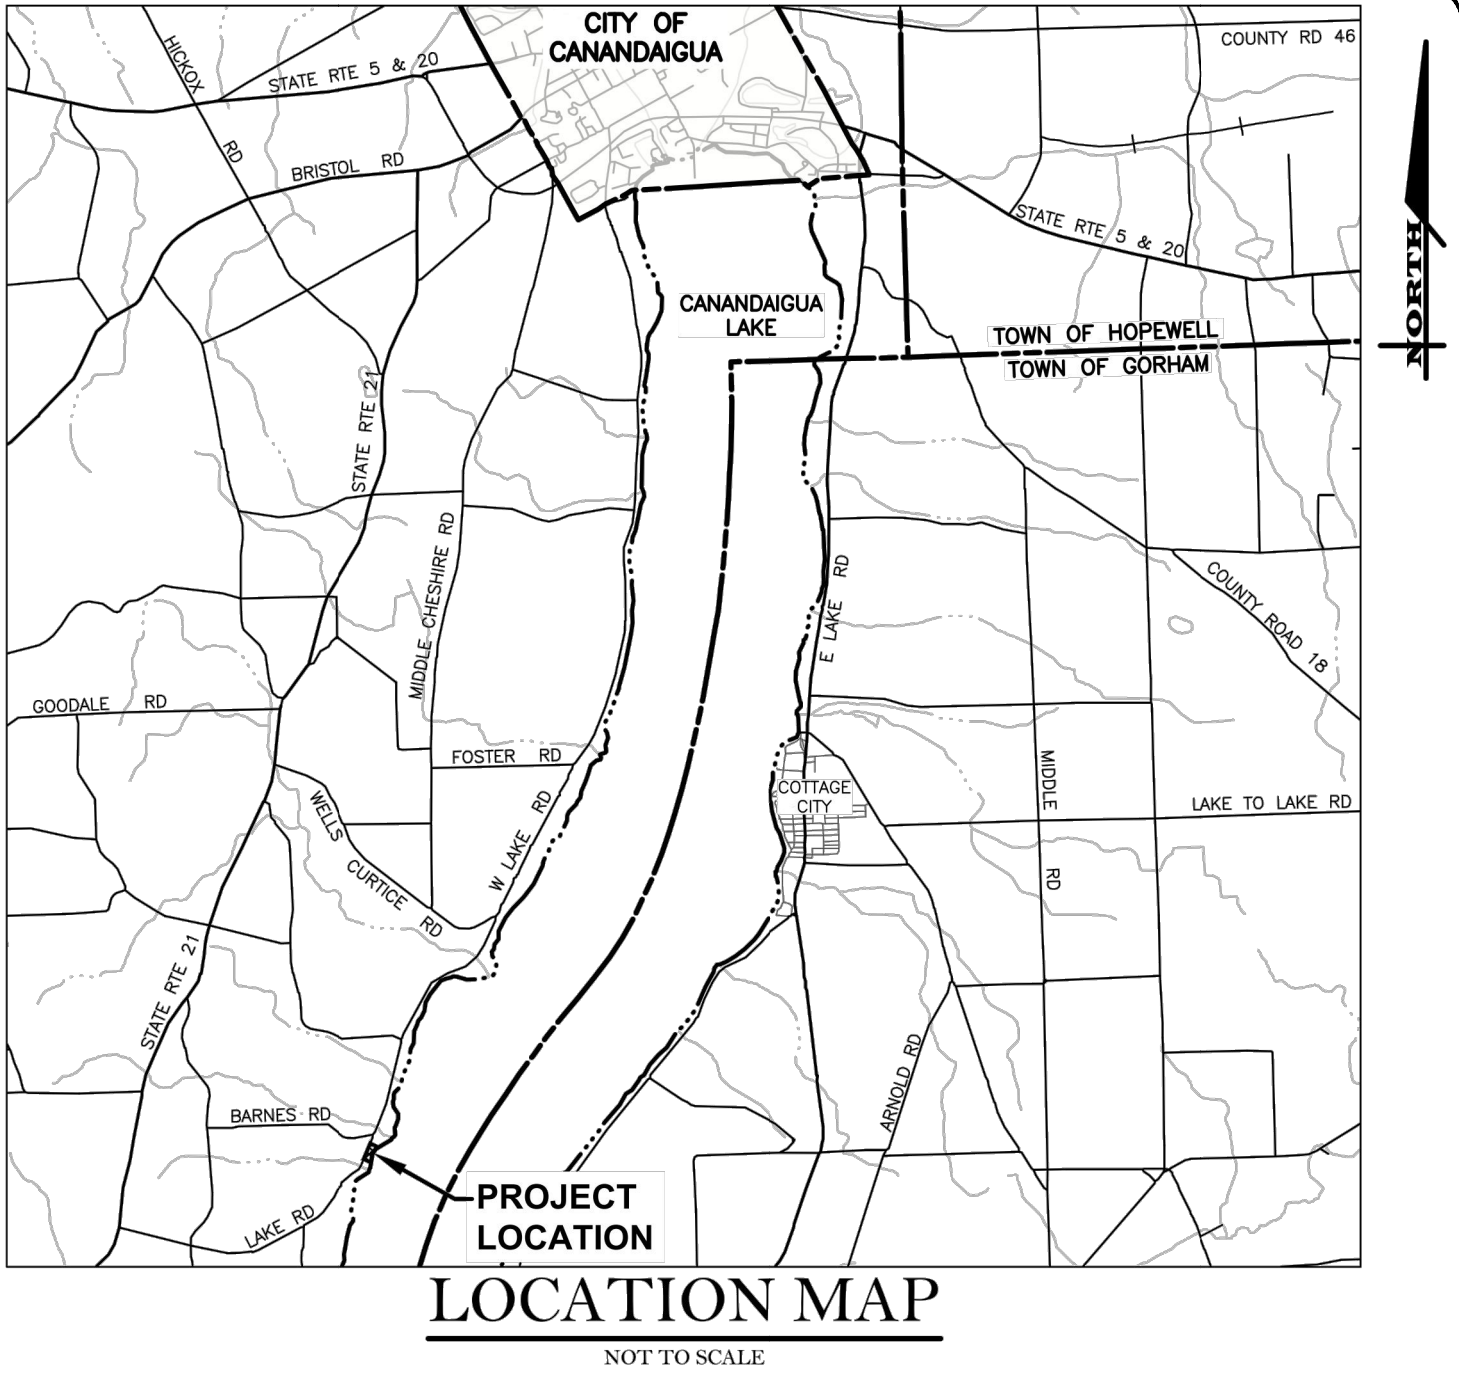 CITY OF
CANANDAIGUA
COUNTY RD 46
HICKOX RD
STATE RTE 5 & 20
BRISTOL RD
STATE RTE 5 & 20
NORTH
CANANDAIGUA
LAKE
TOWN OF HOPEWELL
TOWN OF GORHAM
STATE RTE 21
MIDDLE CHESHIRE RD
E LAKE RD
COUNTY ROAD 18
GOODALE RD
FOSTER RD
MIDDLE RD
COTTAGE
CITY
LAKE TO LAKE RD
WELLS CURTICE RD
W LAKE RD
STATE RTE 21
ARNOLD RD
BARNES RD
LAKE RD
PROJECT
LOCATION
LOCATION MAP
NOT TO SCALE